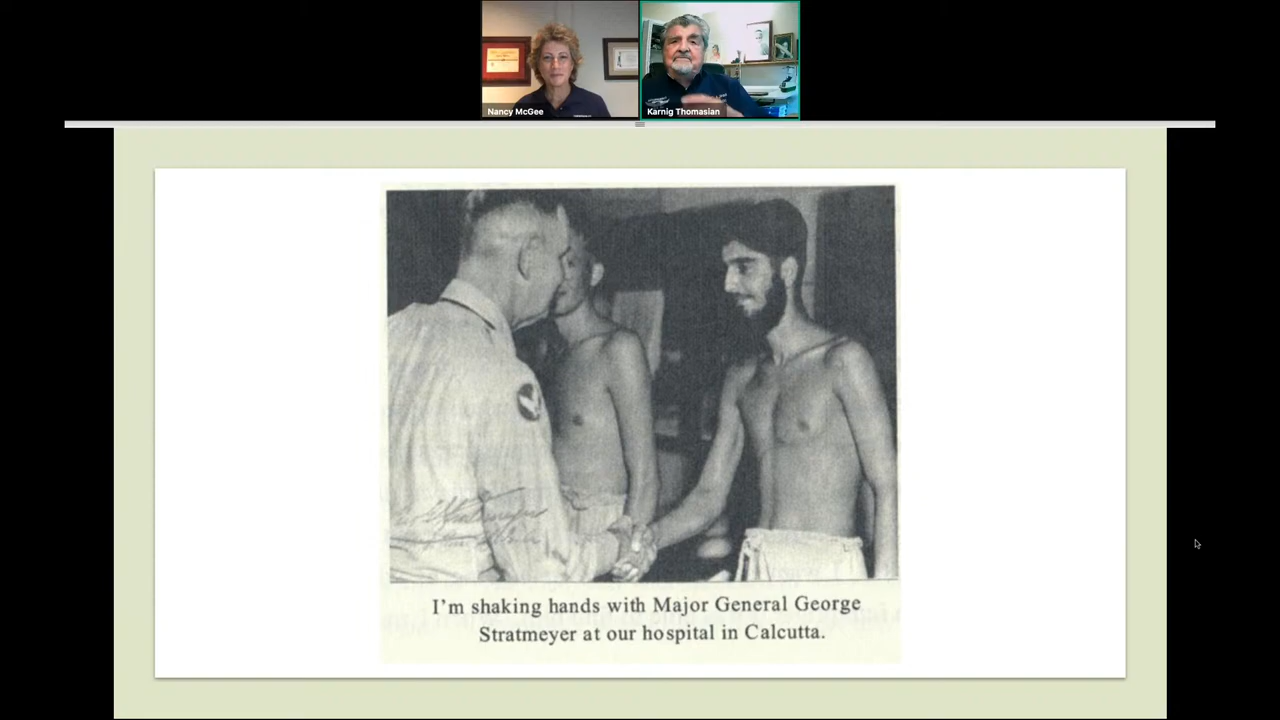 Nancy McGee
Karnig Thomasian
I'm shaking hands with Major General George
Stratmeyer at our hospital in Calcutta.